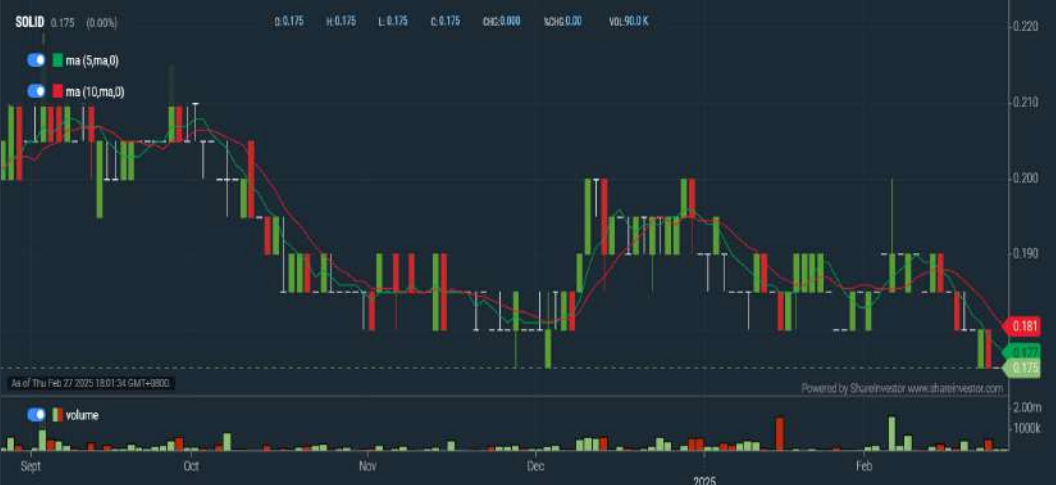 SOLID 0.175 (0.00%) O:0.175 H:0.175 L:0.175 C:0.175 CHG:0.000 %CHG:0.00 VOL:90.0 K
ma (5,ma,0)
ma (10,ma,0)
0.220
0.210
0.200
0.190
0.181
0.177
0.175
As of Thu Feb 27 2025 18:01:34 GMT+0800.
Powered by ShareInvestor www.shareinvestor.com
volume
2.00m
1000k
Sept Oct Nov Dec 2025 Feb